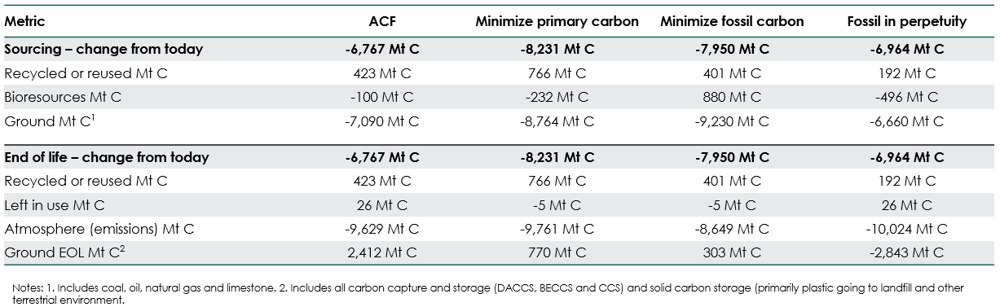 Metric ACF Minimize primary carbon Minimize fossil carbon Fossil in perpetuity
Sourcing – change from today -6,767 Mt C -8,231 Mt C -7,950 Mt C -6,964 Mt C
Recycled or reused Mt C 423 Mt C 766 Mt C 401 Mt C 192 Mt C
Bioresources Mt C -100 Mt C -232 Mt C 880 Mt C -496 Mt C
Ground Mt C1 -7,090 Mt C -8,764 Mt C -9,230 Mt C -6,660 Mt C
End of life – change from today -6,767 Mt C -8,231 Mt C -7,950 Mt C -6,964 Mt C
Recycled or reused Mt C 423 Mt C 766 Mt C 401 Mt C 192 Mt C
Left in use Mt C 26 Mt C -5 Mt C -5 Mt C 26 Mt C
Atmosphere (emissions) Mt C -9,629 Mt C -9,761 Mt C -8,649 Mt C -10,024 Mt C
Ground EOL Mt C2 2,412 Mt C 770 Mt C 303 Mt C -2,843 Mt C
Notes: 1. Includes coal, oil, natural gas and limestone. 2. Includes all carbon capture and storage (DACCS, BECCS and CCS) and solid carbon storage (primarily plastic going to landfill and other
terrestrial environment.